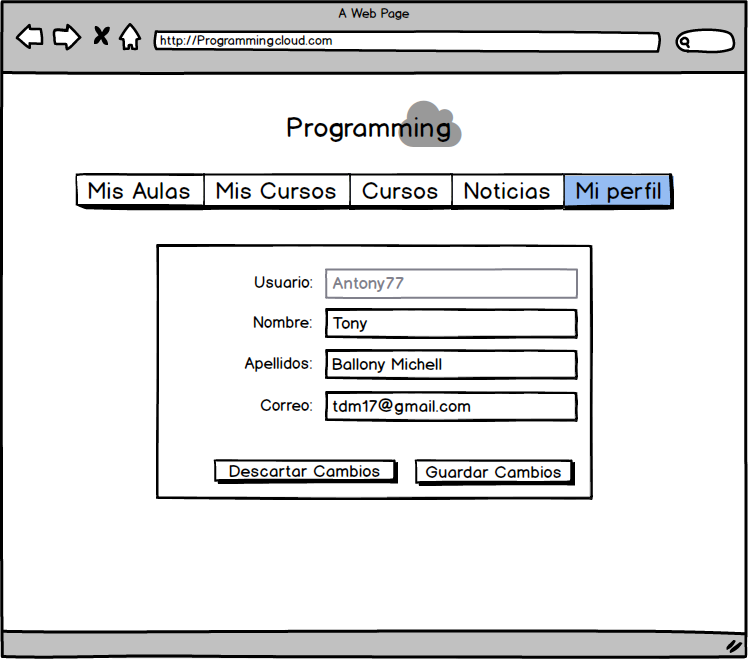 A Web Page
http://Programmingcloud.com
Programming
Mis Aulas Mis Cursos Cursos Noticias Mi perfil
Usuario: Antony77
Nombre: Tony
Apellidos: Ballony Michell
Correo: tdm17@gmail.com
Descartar Cambios Guardar Cambios